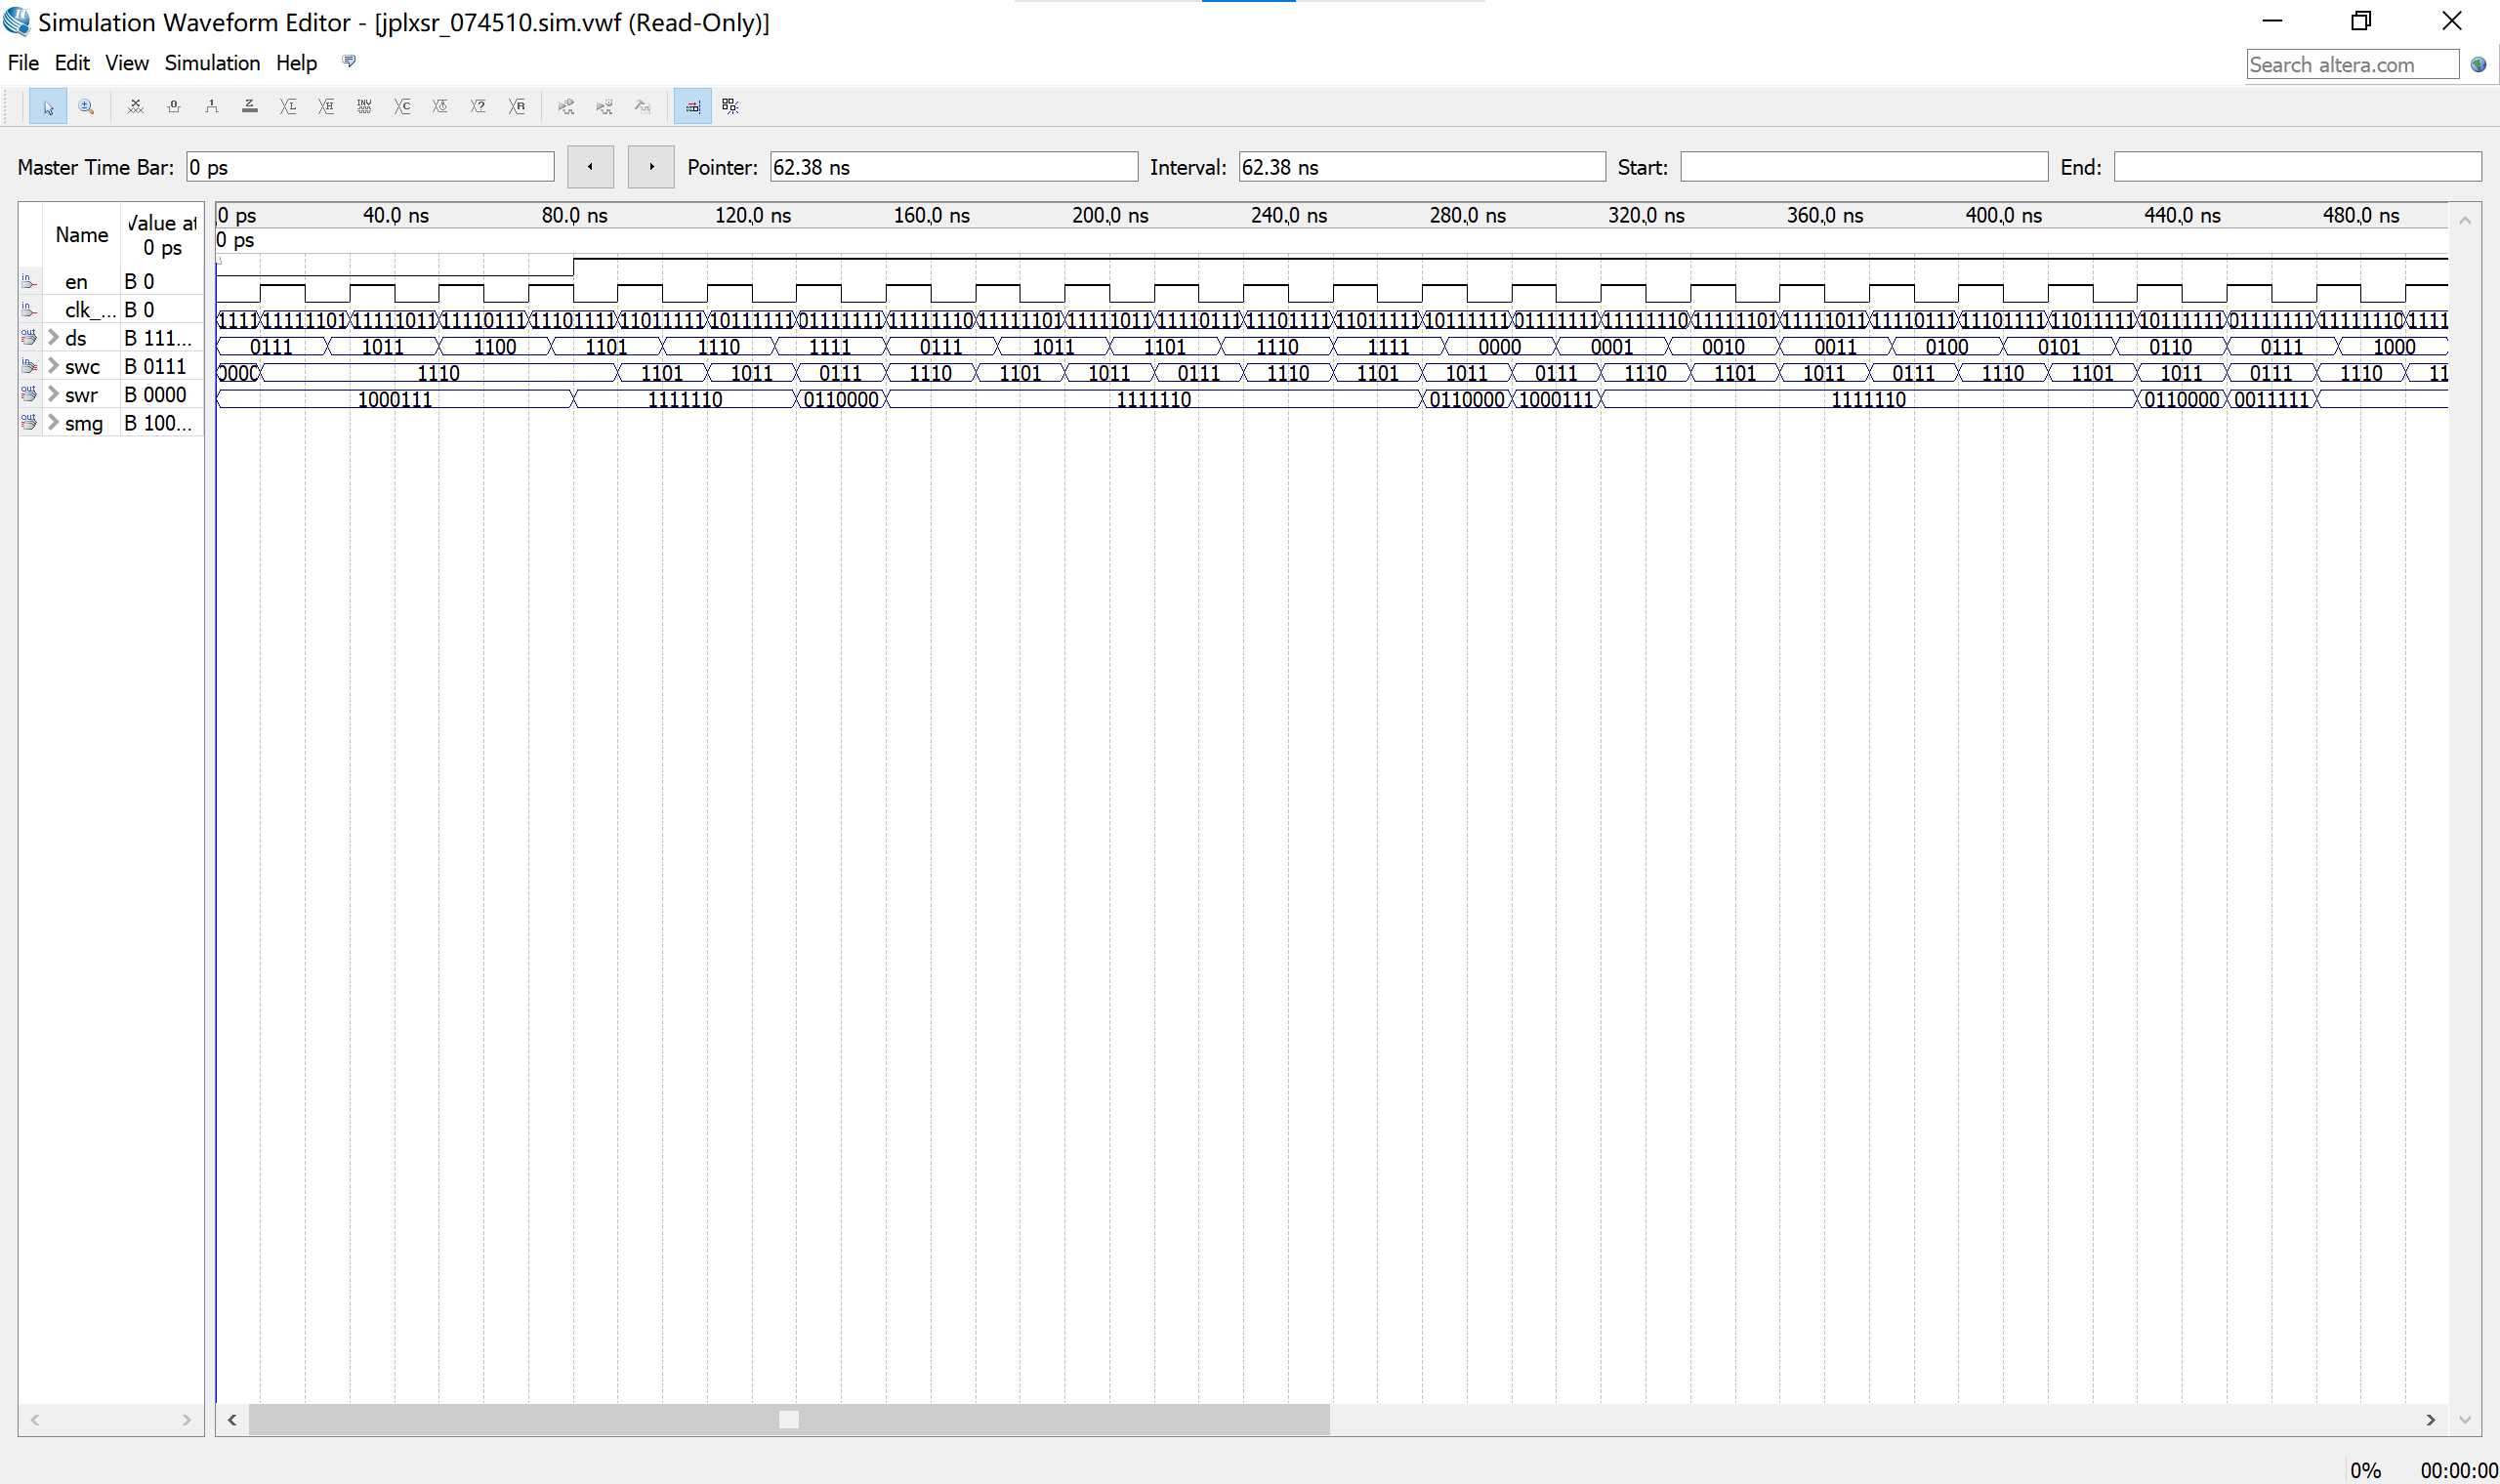 Simulation Waveform Editor - [jplxsr_074510.sim.vwf (Read-Only)]
File Edit View Simulation Help
Search altera.com
Master Time Bar: 0 ps Pointer: 62.38 ns Interval: 62.38 ns Start: End:
Name Value at 0 ps
0 ps 40.0 ns 80.0 ns 120.0 ns 160.0 ns 200.0 ns 240.0 ns 280.0 ns 320.0 ns 360.0 ns 400.0 ns 440.0 ns 480.0 ns
0 ps
en B 0
clk_... B 0
ds B 111...
swc B 0111
swr B 0000
smg B 100...
1111 11111101 11111011 11110111 11101111 11011111 10111111 01111111 11111110 11111101 11111011 11110111 11101111 11011111 10111111 01111111 11111110 11111101 11111011 11110111 11101111 11011111 10111111 01111111 11111110 1111
0111 1011 1100 1101 1110 1111 0111 1011 1101 1110 1111 0000 0001 0010 0011 0100 0101 0110 0111 1000
0000 1110 1101 1011 0111 1110 1101 1011 0111 1110 1101 1011 0111 1110 1101 1011 0111 1110 1101 1011 0111 1110 11
1000111 1111110 0110000 1111110 0110000 1000111 1111110 0110000 0011111
0% 00:00:00